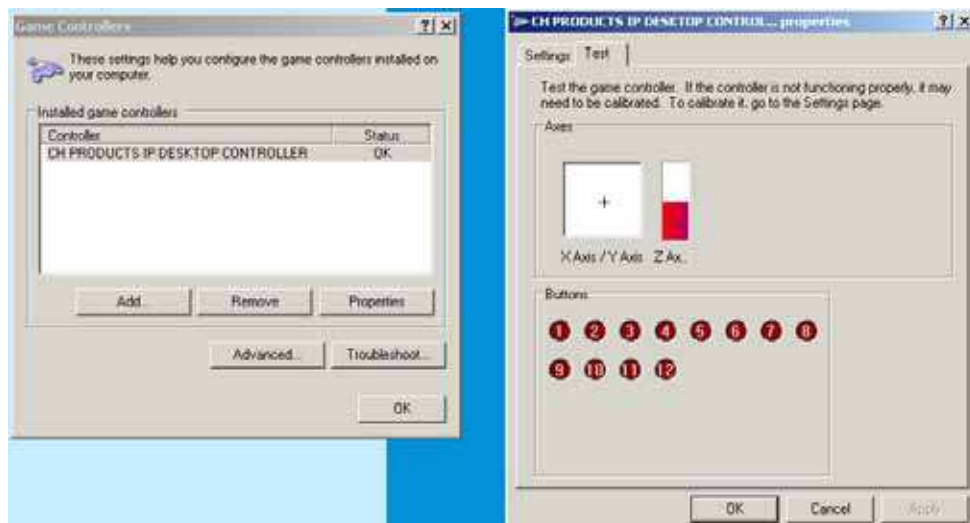 Game Controllers
These settings help you configure the game controllers installed on
your computer.
Installed game controllers
Controller Status
CH PRODUCTS IP DESKTOP CONTROLLER OK
Add...
Remove
Properties
Advanced...
Troubleshoot...
OK
CH PRODUCTS IP DESKTOP CONTROL... properties
Settings Test
Test the game controller. If the controller is not functioning properly, it may
need to be calibrated. To calibrate it, go to the Settings page.
Axes
X Axis / Y Axis Z Ax...
Buttons
1 2 3 4 5 6 7 8
9 10 11 12
OK Cancel Apply